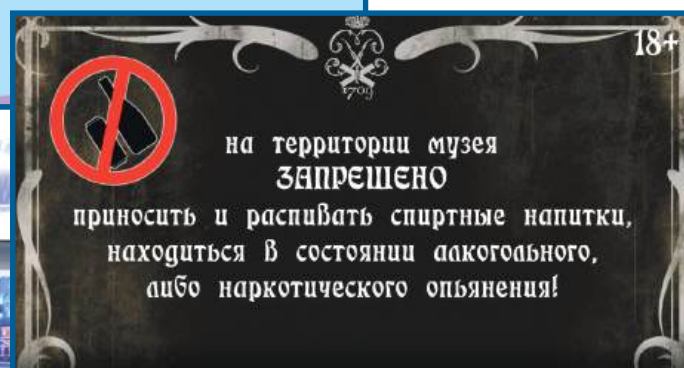 18+
1709
на территории музея
ЗАПРЕЩЕНО
приносить и распивать спиртные напитки,
находиться в состоянии алкогольного,
либо наркотического опьянения!